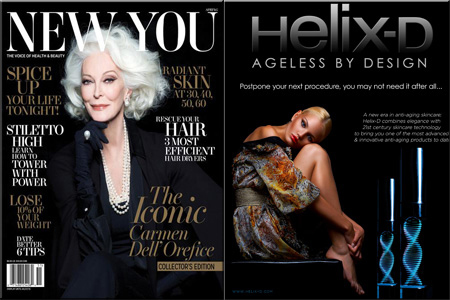 NEW YOU
THE VOICE OF HEALTH & BEAUTY
SPICE
UP
YOUR LIFE
TONIGHT!
STILETTO
HIGH
LEARN
HOW TO
TOWER
WITH
POWER
LOSE
10% OF
YOUR
WEIGHT
DATE
BETTER
6 TIPS
RADIANT
SKIN
AT 30, 40,
50, 60
RESCUE YOUR
HAIR
3 MOST
EFFICIENT
HAIR DRYERS
The
Iconic
Carmen
Dell'Orefice
COLLECTOR'S EDITION
Helix-D
AGELESS BY DESIGN
Postpone your next procedure, you may not need it after all...
A new era in anti-aging skincare:
Helix-D combines elegance with
21st century skincare technology
to bring you one of the most advanced
& innovative anti-aging products to date